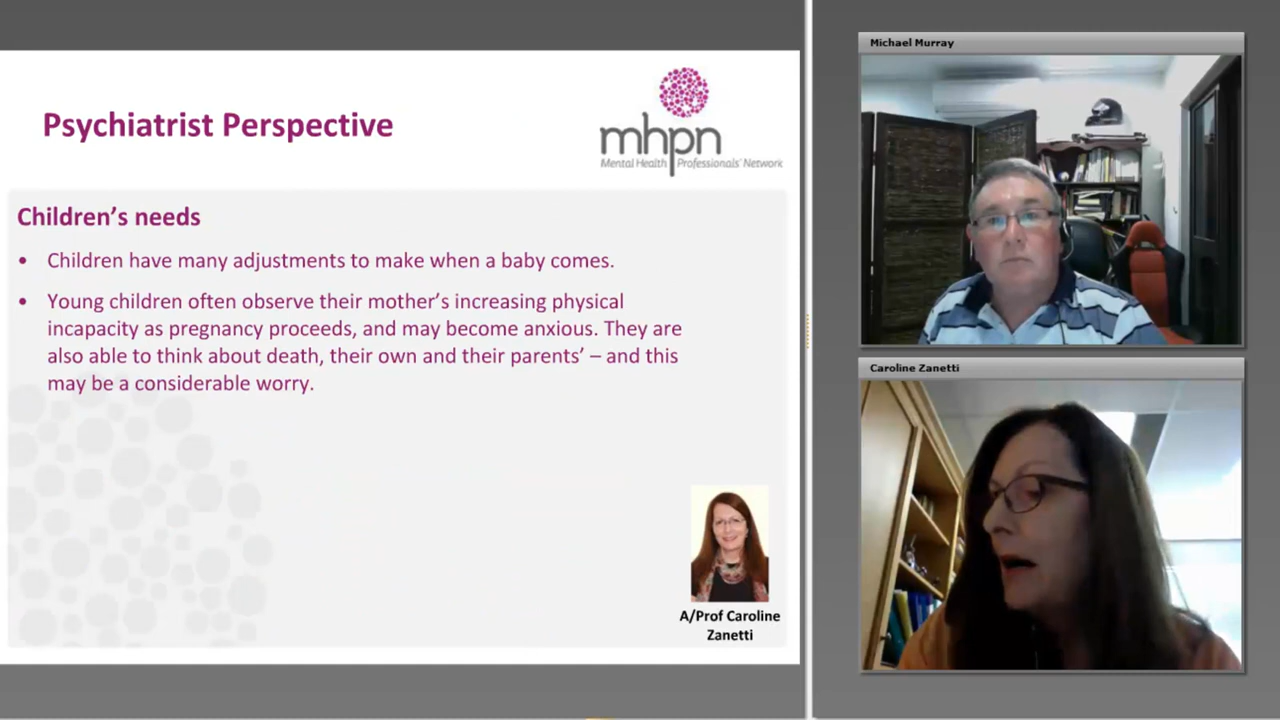 Psychiatrist Perspective
mhpn
Mental Health Professionals' Network
Children's needs
• Children have many adjustments to make when a baby comes.
• Young children often observe their mother's increasing physical
incapacity as pregnancy proceeds, and may become anxious. They are
also able to think about death, their own and their parents' – and this
may be a considerable worry.
A/Prof Caroline
Zanetti
Michael Murray
Caroline Zanetti